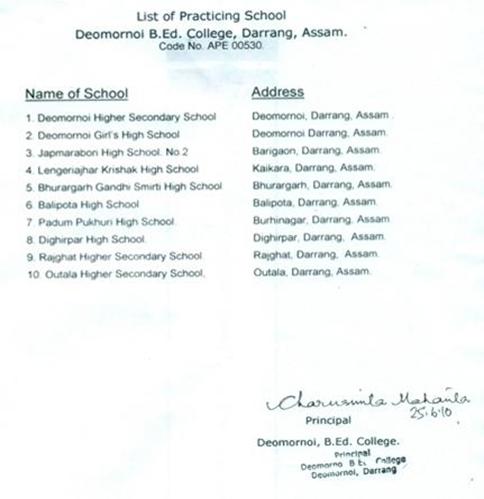 List of Practicing School
Deomornoi B.Ed. College, Darrang, Assam.
Code No. APE 00530.
Name of School Address
1. Deomornoi Higher Secondary School Deomornoi, Darrang, Assam.
2. Deomornoi Girl's High School Deomornoi Darrang, Assam.
3. Japmarabori High School. No.2 Barigaon, Darrang, Assam.
4. Lengeriajhar Krishak High School Kaikara, Darrang, Assam.
5. Bhurargarh Gandhi Smirti High School Bhurargarh, Darrang, Assam.
6. Balipota High School Balipota, Darrang, Assam.
7. Padum Pukhuri High School. Burhinagar, Darrang, Assam
8. Dighirpar High School. Dighirpar, Darrang, Assam.
9. Rajghat Higher Secondary School Rajghat, Darrang, Assam.
10. Outala Higher Secondary School. Outala, Darrang, Assam.
Charusmita Mahanta
25.6.10
Principal
Deomornoi, B.Ed. College.
Principal
Deomorno B.Ed. College
Deomornoi, Darrang